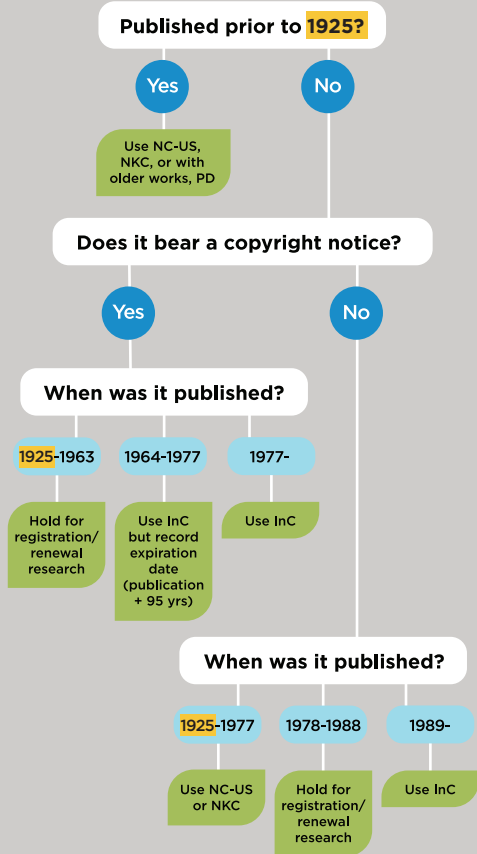 Published prior to 1925?
Yes
No
Use NC-US,
NKC, or with
older works, PD
Does it bear a copyright notice?
Yes
No
When was it published?
1925-1963
1964-1977
1977-
Hold for
registration/
renewal
research
Use InC
but record
expiration
date
(publication
+ 95 yrs)
Use InC
When was it published?
1925-1977
1978-1988
1989-
Use NC-US
or NKC
Hold for
registration/
renewal
research
Use InC